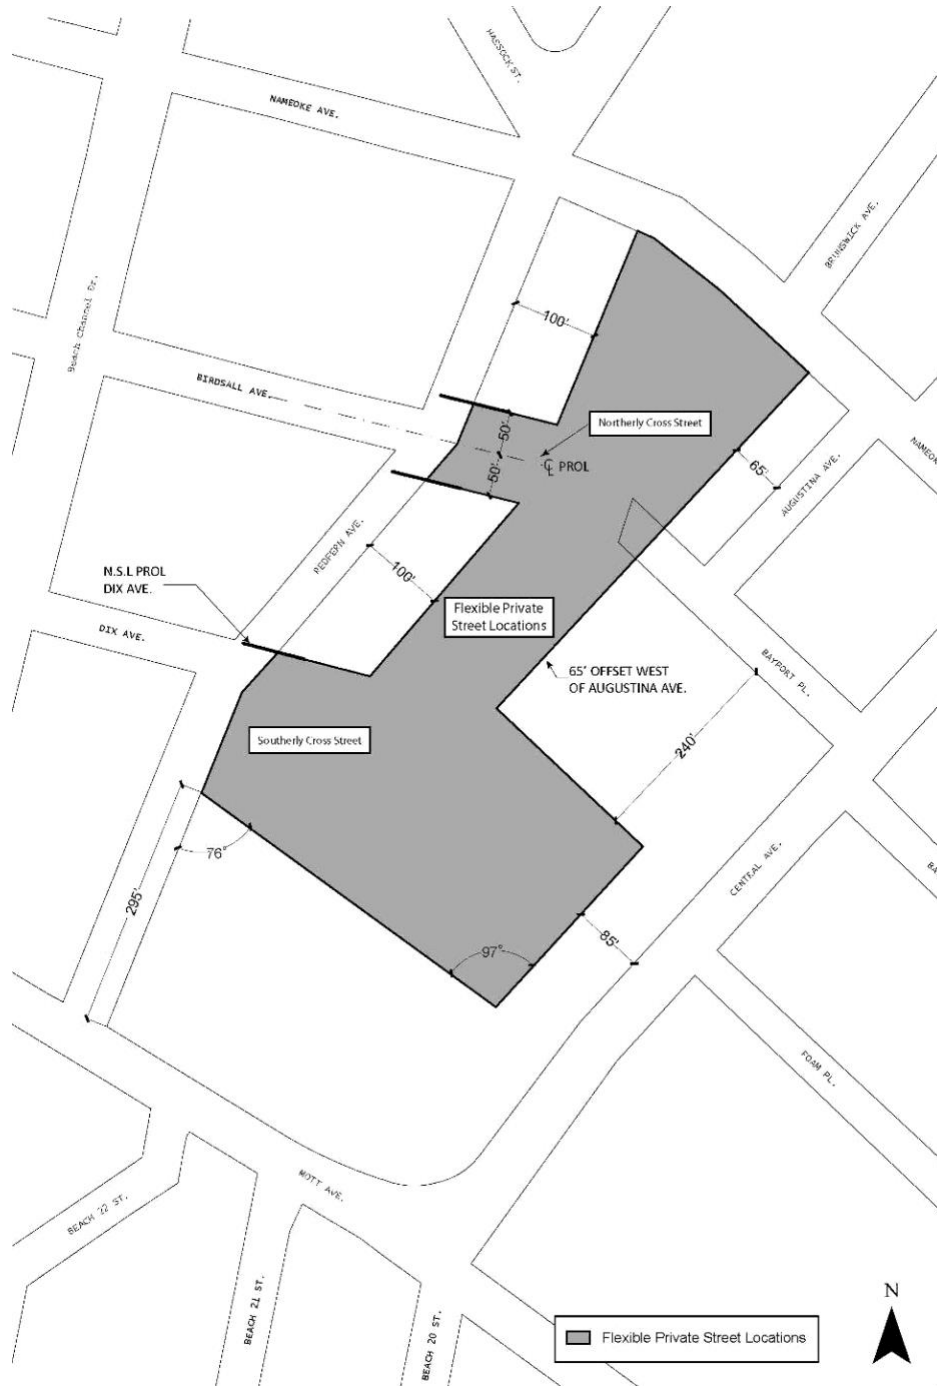 HASSOCK ST.
NAMEOKE AVE.
BRUNSWICK AVE.
Beach Channel Dr.
100'
BIRDSALL AVE.
50'
Northerly Cross Street
50'
℄ PROL
65'
AUGUSTINA AVE.
REDFERN AVE.
N.S.L PROL
DIX AVE.
100'
Flexible Private
Street Locations
DIX AVE.
BAYPORT PL.
65' OFFSET WEST
OF AUGUSTINA AVE.
Southerly Cross Street
240'
76°
CENTRAL AVE.
295'
97°
85'
FOAM PL.
MOTT AVE.
BEACH 22 ST.
BEACH 21 ST.
BEACH 20 ST.
N
Flexible Private Street Locations